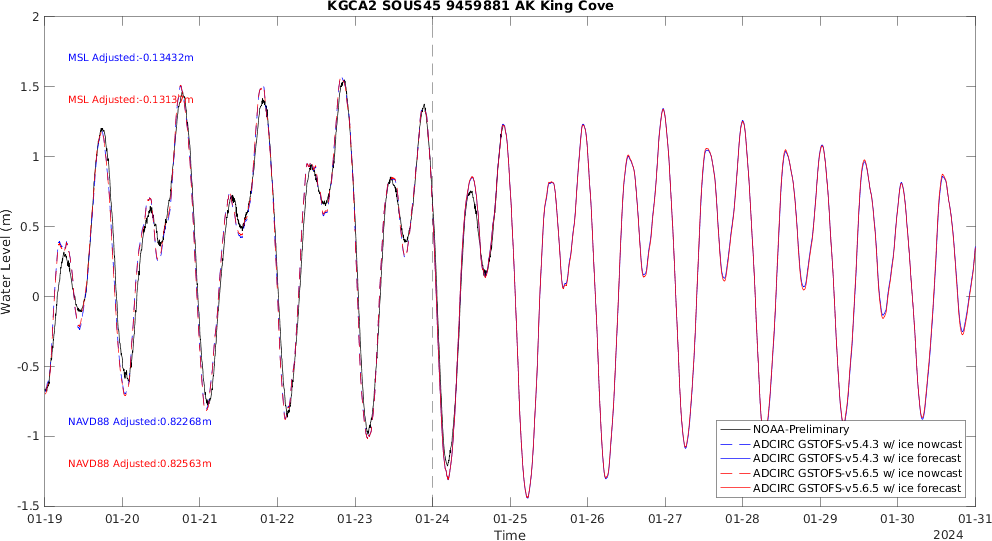 KGCA2 SOUS45 9459881 AK King Cove
2
1.5
1
0.5
0
-0.5
-1
-1.5
Water Level (m)
MSL Adjusted:-0.13432m
MSL
NAVD88 Adjusted:0.82268m
NAVD88 Adjusted:0.82563m
NOAA-Preliminary
ADCIRC GSTOFS-v5.4.3 w/ ice nowcast
ADCIRC GSTOFS-v5.4.3 w/ ice forecast
ADCIRC GSTOFS-v5.6.5 w/ ice nowcast
ADCIRC GSTOFS-v5.6.5 w/ ice forecast
01-19 01-20 01-21 01-22 01-23 01-24 01-25 01-26 01-27 01-28 01-29 01-30 01-31
Time
2024